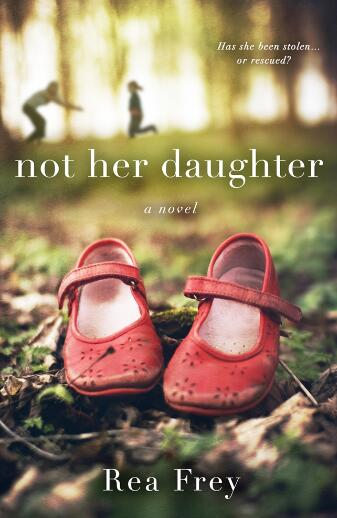 Has she been stolen...
or rescued?
not her daughter
a novel
Rea Frey